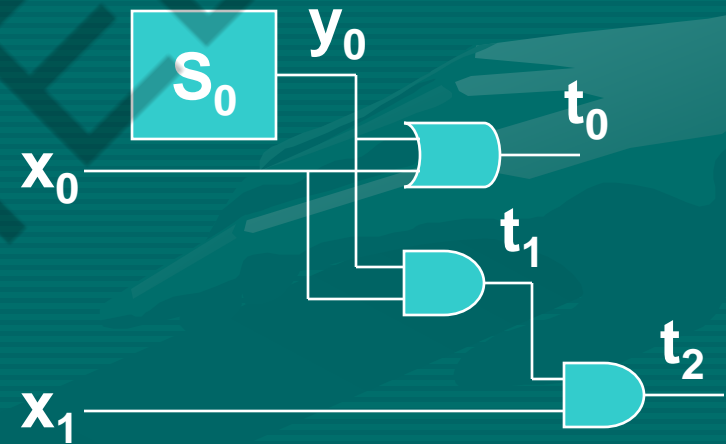 y₀
S₀
t₀
x₀
t₁
t₂
x₁